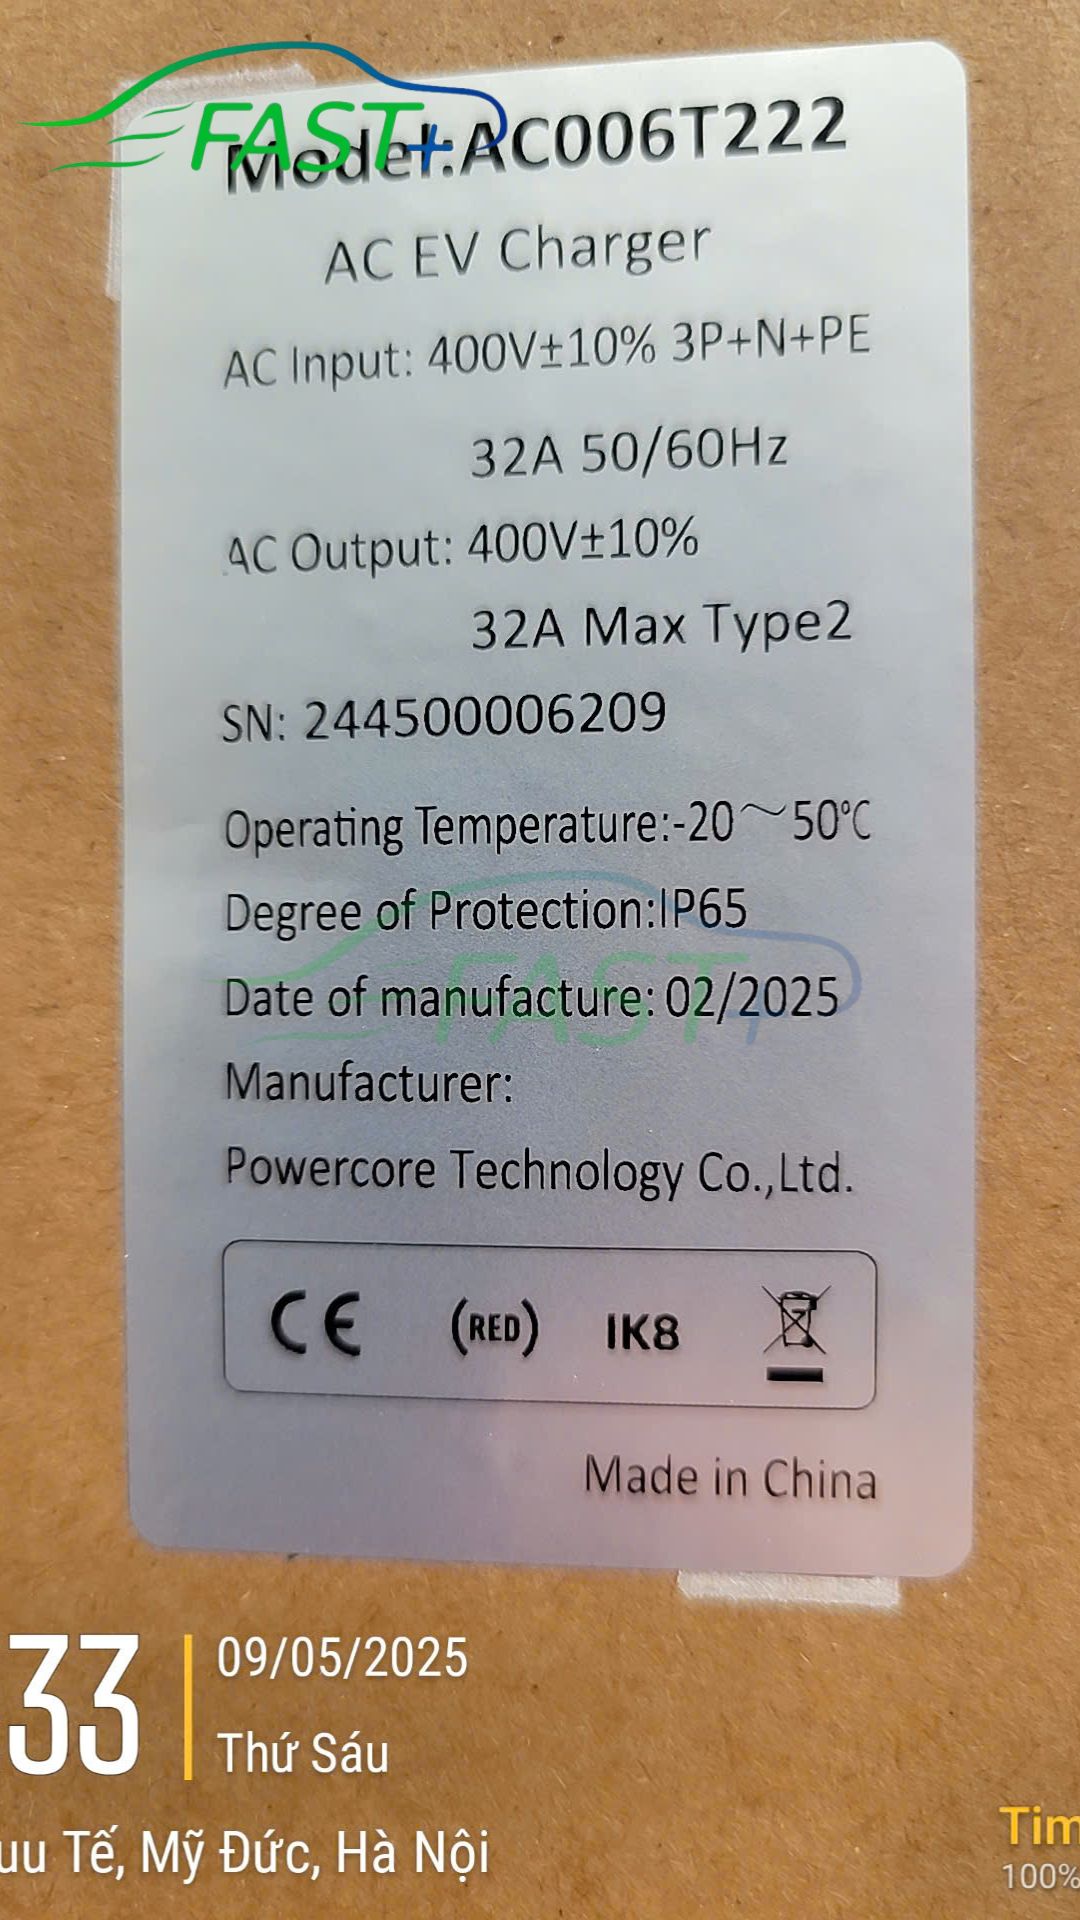 FAST+
Model:AC006T222
AC EV Charger
AC Input: 400V±10% 3P+N+PE
32A 50/60Hz
AC Output: 400V±10%
32A Max Type2
SN: 244500006209
Operating Temperature:-20～50℃
Degree of Protection:IP65
FAST+
Date of manufacture: 02/2025
Manufacturer:
Powercore Technology Co.,Ltd.
CE (RED) IK8
Made in China
33
09/05/2025
Thứ Sáu
Tế, Mỹ Đức, Hà Nội
100%